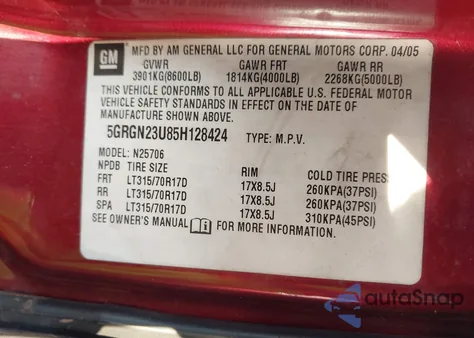 GM
MFD BY AM GENERAL LLC FOR GENERAL MOTORS CORP. 04/05
GVWR GAWR FRT GAWR RR
3901KG(8600LB) 1814KG(4000LB) 2268KG(5000LB)
THIS VEHICLE CONFORMS TO ALL APPLICABLE U.S. FEDERAL MOTOR
VEHICLE SAFETY STANDARDS IN EFFECT ON THE DATE OF
MANUFACTURE SHOWN ABOVE.
5GRGN23U85H128424 TYPE: M.P.V.
MODEL: N25706
NPDB TIRE SIZE RIM COLD TIRE PRES
FRT LT315/70R17D 17X8.5J 260KPA(37PSI)
RR LT315/70R17D 17X8.5J 260KPA(37PSI)
SPA LT315/70R17D 17X8.5J 310KPA(45PSI)
SEE OWNER'S MANUAL i FOR MORE INFORMATION.
autaSnap